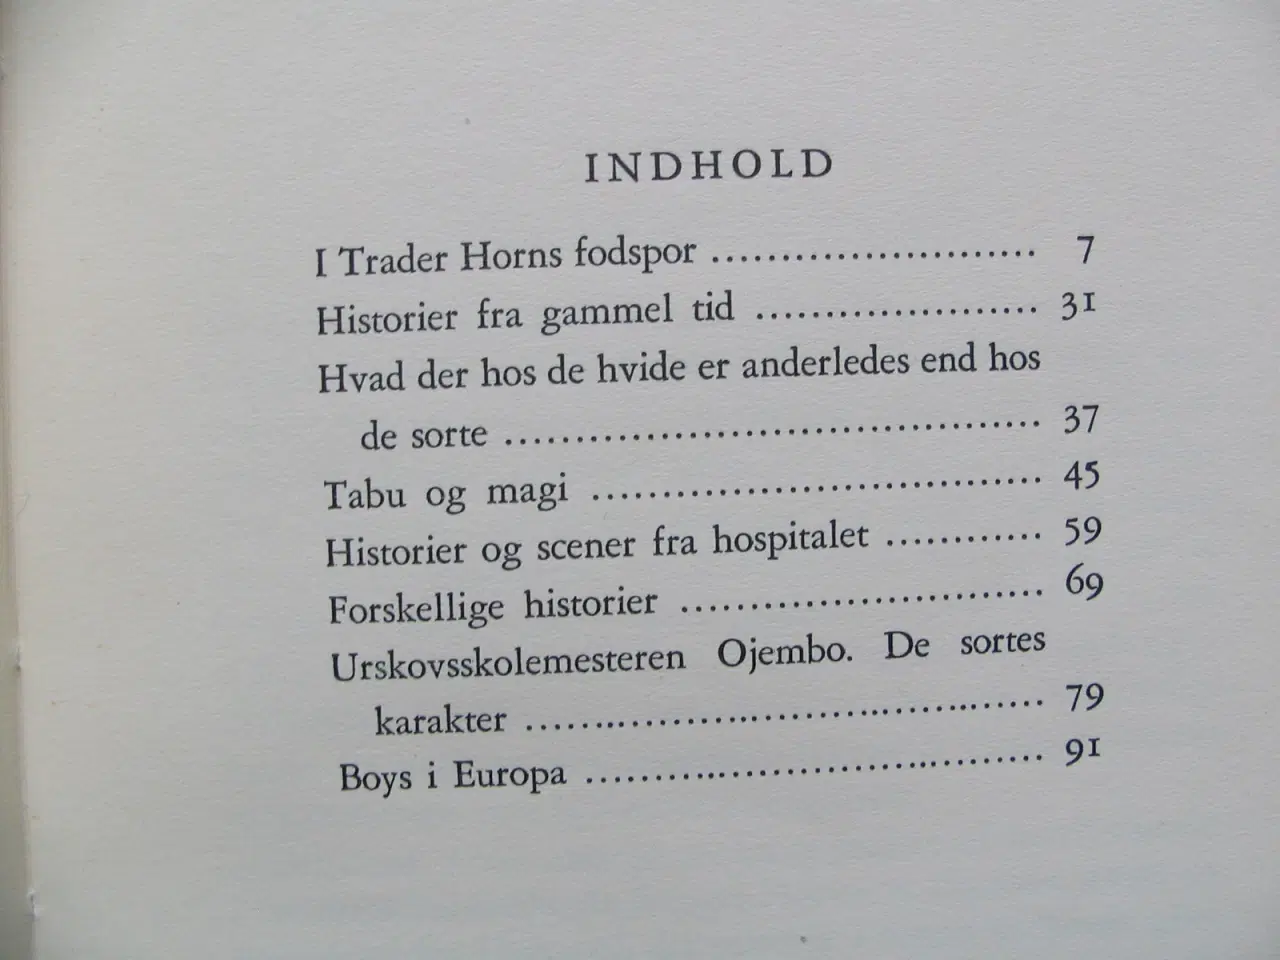 INDHOLD
I Trader Horns fodspor ........................ 7
Historier fra gammel tid ..................... 31
Hvad der hos de hvide er anderledes end hos
de sorte ....................................... 37
Tabu og magi ................................. 45
Historier og scener fra hospitalet ............ 59
Forskellige historier ........................... 69
Urskovsskolemesteren Ojembo. De sortes
karakter ...................................... 79
Boys i Europa .................................. 91